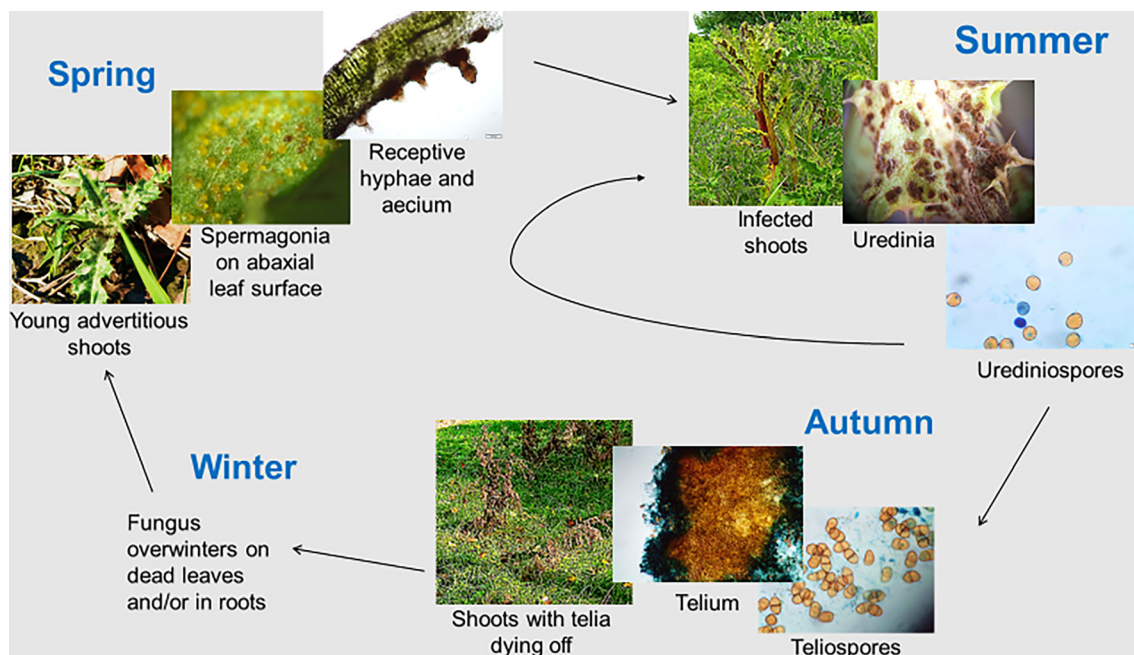 Spring
Receptive
hyphae and
aecium
Spermagonia
on abaxial
leaf surface
Young advertitious
shoots
Summer
Infected
shoots
Uredinia
Urediniospores
Autumn
Teliospores
Telium
Shoots with telia
dying off
Winter
Fungus
overwinters on
dead leaves
and/or in roots